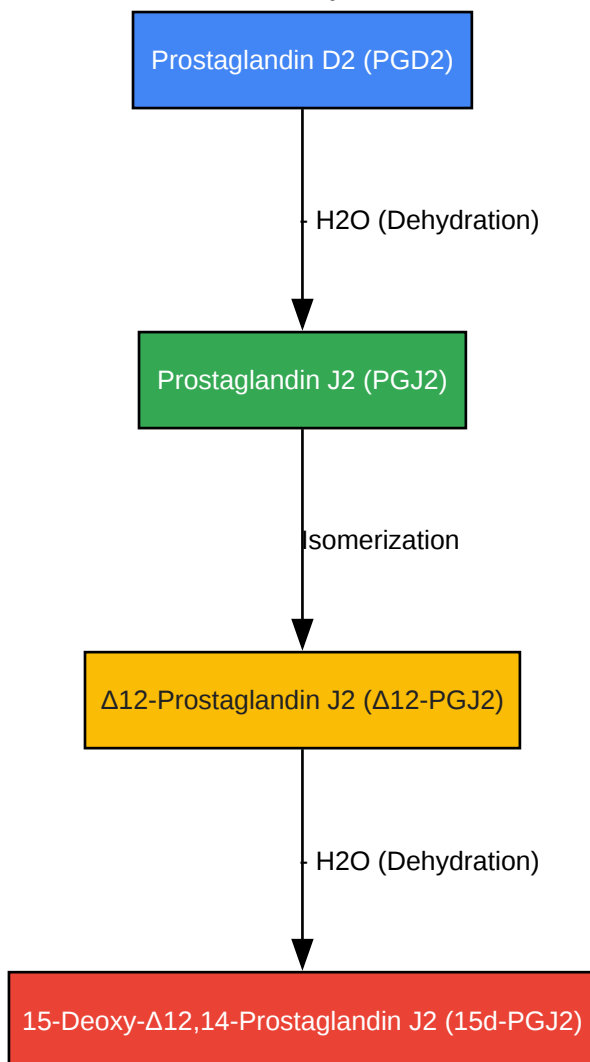 Prostaglandin D2 (PGD2)
- H2O (Dehydration)
Prostaglandin J2 (PGJ2)
Isomerization
Δ12-Prostaglandin J2 (Δ12-PGJ2)
- H2O (Dehydration)
15-Deoxy-Δ12,14-Prostaglandin J2 (15d-PGJ2)